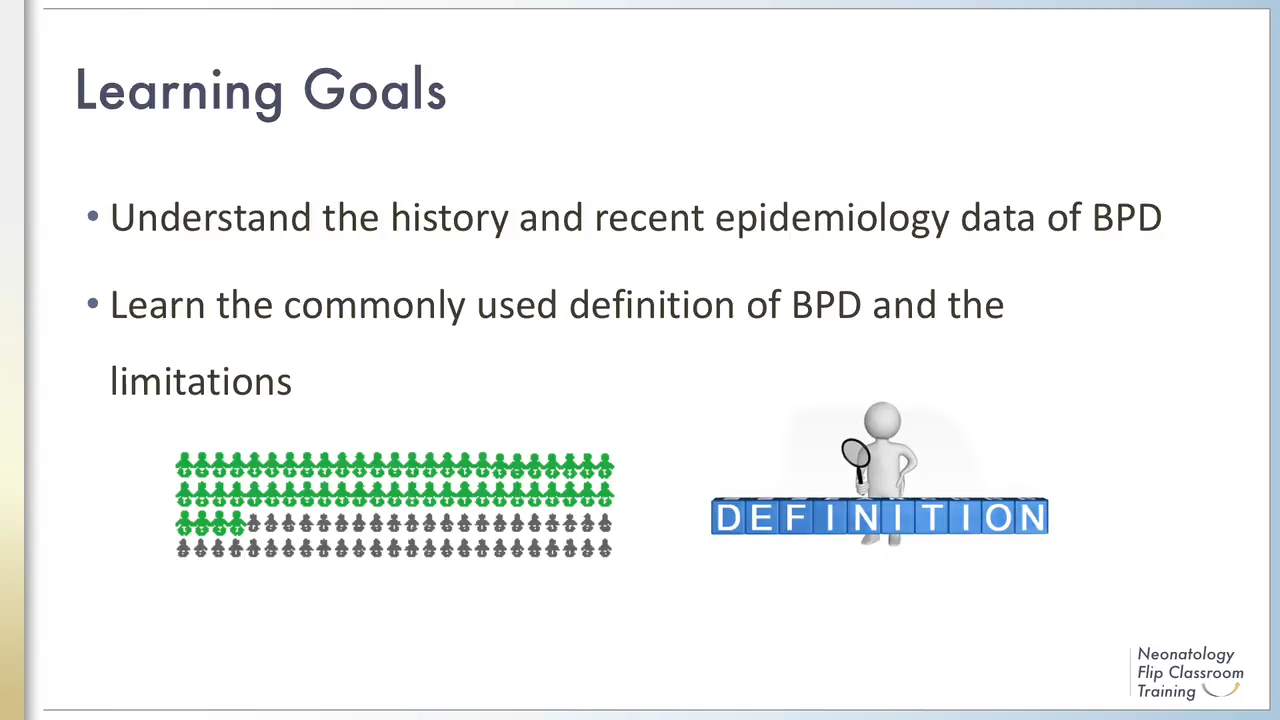 Learning Goals
• Understand the history and recent epidemiology data of BPD
• Learn the commonly used definition of BPD and the
limitations
DEFINITION
Neonatology
Flip Classroom
Training